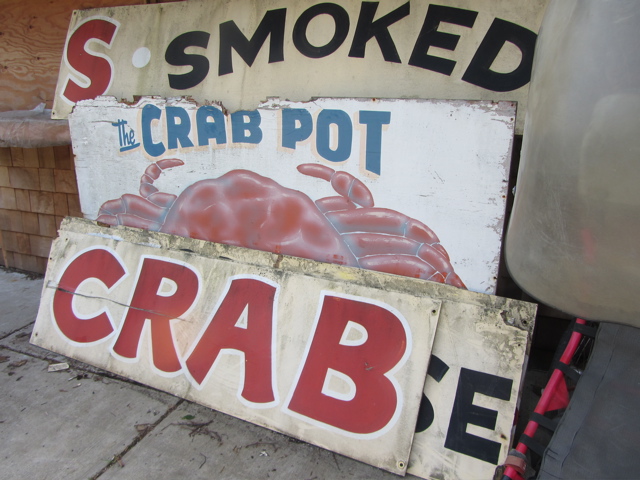 S • SMOKED
the CRAB POT
CRAB
SE